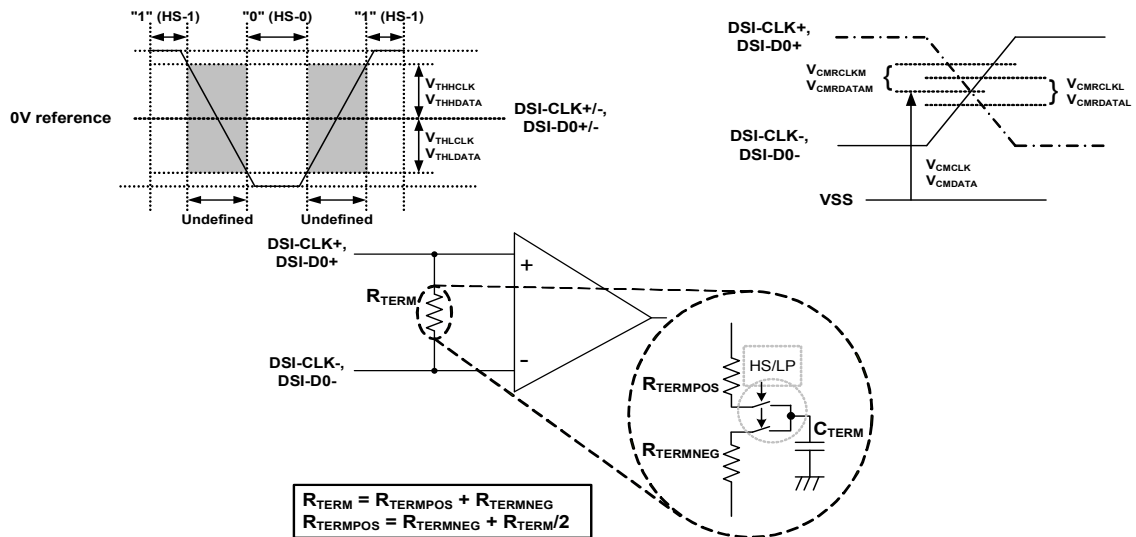 "1" (HS-1) "0" (HS-0) "1" (HS-1)
0V reference
VTHHCLK
VTHHDATA
VTHLCLK
VTHLDATA
DSI-CLK+/-,
DSI-D0+/-
Undefined Undefined
DSI-CLK+,
DSI-D0+
VCMRCLKM
VCMRDATAM
VCMRCLKL
VCMRDATAL
DSI-CLK-,
DSI-D0-
VCMCLK
VCMDATA
VSS
DSI-CLK+,
DSI-D0+
RTERM
+
-
DSI-CLK-,
DSI-D0-
HS/LP
RTERMPOS
CTERM
RTERMNEG
RTERM = RTERMPOS + RTERMNEG
RTERMPOS = RTERMNEG + RTERM/2